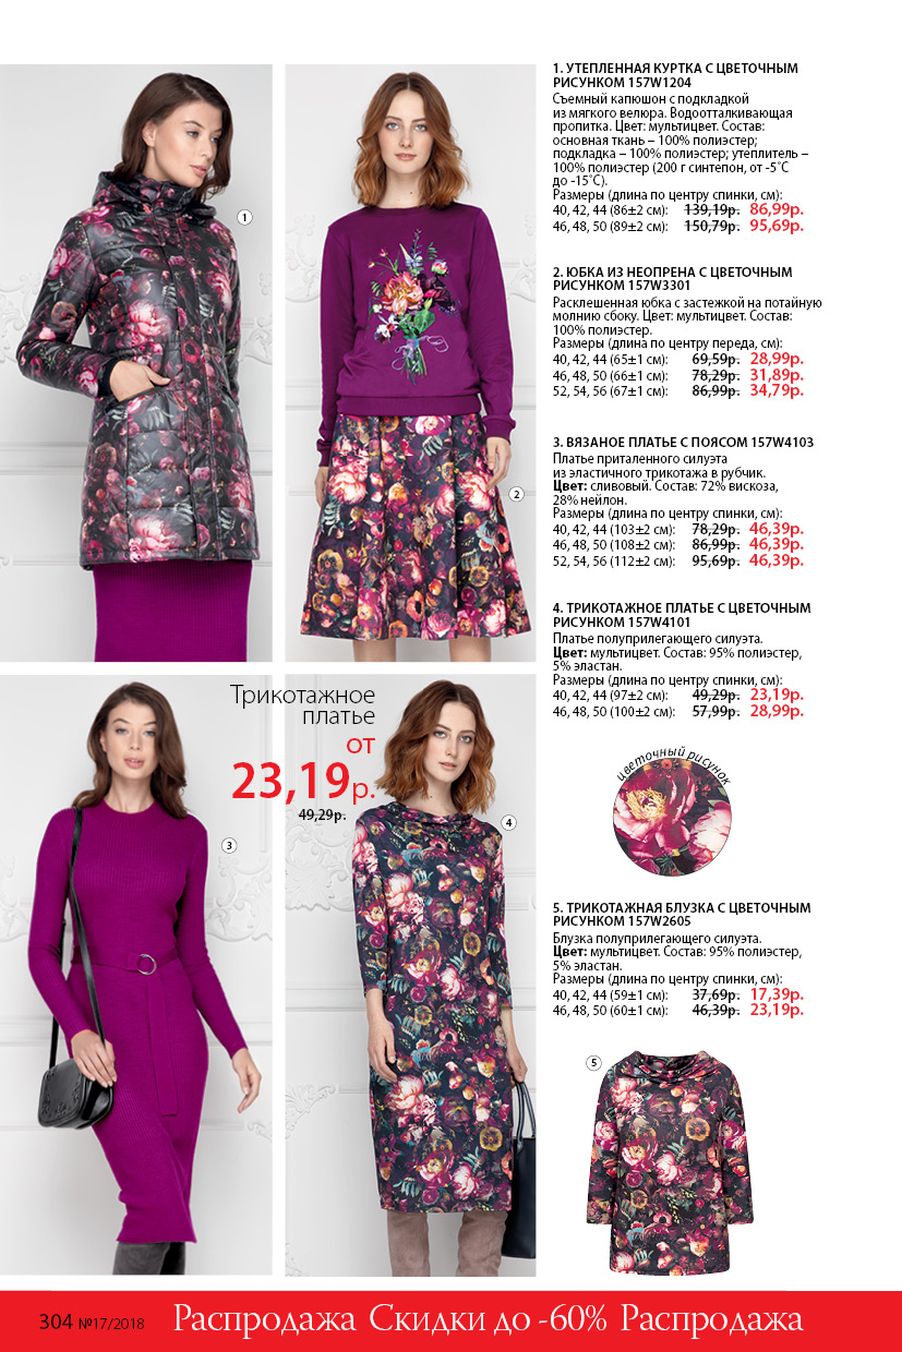 1. УТЕПЛЕННАЯ КУРТКА С ЦВЕТОЧНЫМ
РИСУНКОМ 157W1204
Съемный капюшон с подкладкой
из мягкого велюра. Водоотталкивающая
пропитка. Цвет: мультицвет. Состав:
основная ткань – 100% полиэстер;
подкладка – 100% полиэстер; утеплитель –
100% полиэстер (200 г синтепон, от -5˚С
до -15˚С).
Размеры (длина по центру спинки, см):
40, 42, 44 (86±2 см): 139,19р. 86,99р.
46, 48, 50 (89±2 см): 150,79р. 95,69р.
1
2. ЮБКА ИЗ НЕОПРЕНА С ЦВЕТОЧНЫМ
РИСУНКОМ 157W3301
Расклешенная юбка с застежкой на потайную
молнию сбоку. Цвет: мультицвет. Состав:
100% полиэстер.
Размеры (длина по центру переда, см):
40, 42, 44 (65±1 см): 69,59р. 28,99р.
46, 48, 50 (66±1 см): 78,29р. 31,89р.
52, 54, 56 (67±1 см): 86,99р. 34,79р.
2
3. ВЯЗАНОЕ ПЛАТЬЕ С ПОЯСОМ 157W4103
Платье приталенного силуэта
из эластичного трикотажа в рубчик.
Цвет: сливовый. Состав: 72% вискоза,
28% нейлон.
Размеры (длина по центру спинки, см):
40, 42, 44 (103±2 см): 78,29р. 46,39р.
46, 48, 50 (108±2 см): 86,99р. 46,39р.
52, 54, 56 (112±2 см): 95,69р. 46,39р.
4. ТРИКОТАЖНОЕ ПЛАТЬЕ С ЦВЕТОЧНЫМ
РИСУНКОМ 157W4101
Платье полуприлегающего силуэта.
Цвет: мультицвет. Состав: 95% полиэстер,
5% эластан.
Размеры (длина по центру спинки, см):
40, 42, 44 (97±2 см): 49,29р. 23,19р.
46, 48, 50 (100±2 см): 57,99р. 28,99р.
Трикотажное
платье
от
23,19р.
49,29р.
3
4
цветочный рисунок
5. ТРИКОТАЖНАЯ БЛУЗКА С ЦВЕТОЧНЫМ
РИСУНКОМ 157W2605
Блузка полуприлегающего силуэта.
Цвет: мультицвет. Состав: 95% полиэстер,
5% эластан.
Размеры (длина по центру спинки, см):
40, 42, 44 (59±1 см): 37,69р. 17,39р.
46, 48, 50 (60±1 см): 46,39р. 23,19р.
5
304 №17/2018 Распродажа Скидки до -60% Распродажа